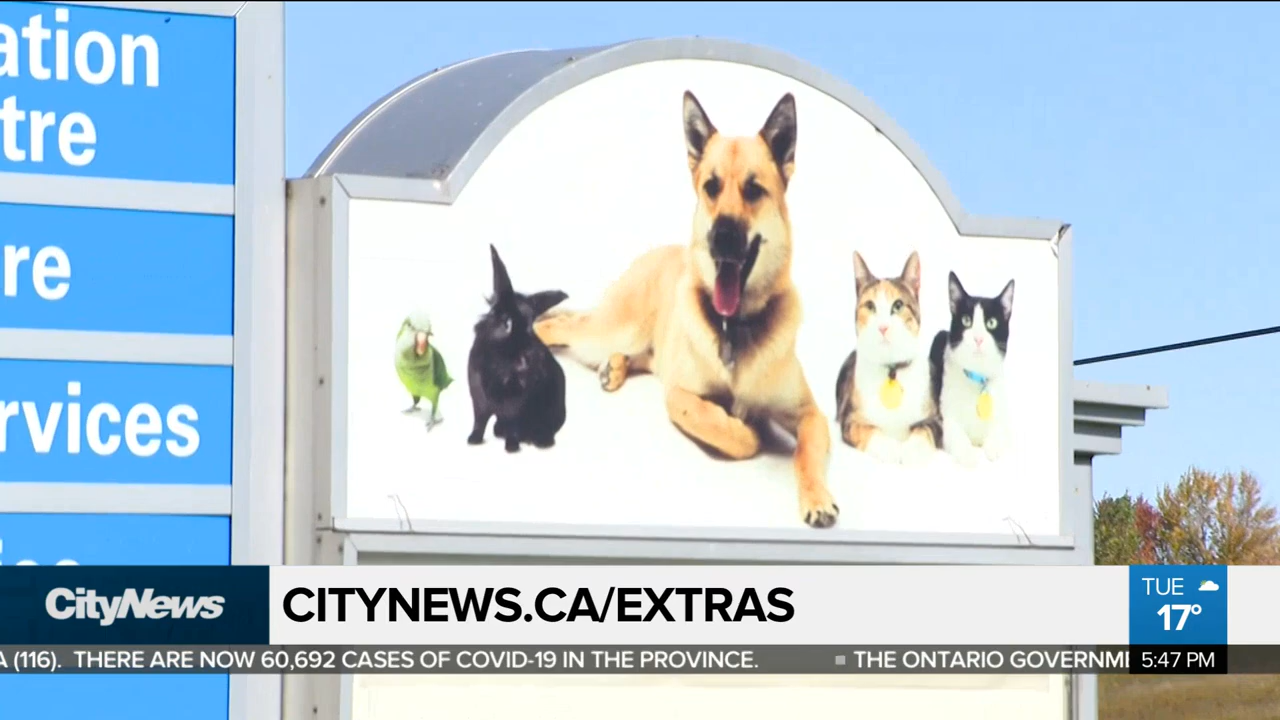 ation
tre
re
rvices
CityNews
CITYNEWS.CA/EXTRAS
TUE
17°
A (116). THERE ARE NOW 60,692 CASES OF COVID-19 IN THE PROVINCE. ■ THE ONTARIO GOVERNME
5:47 PM